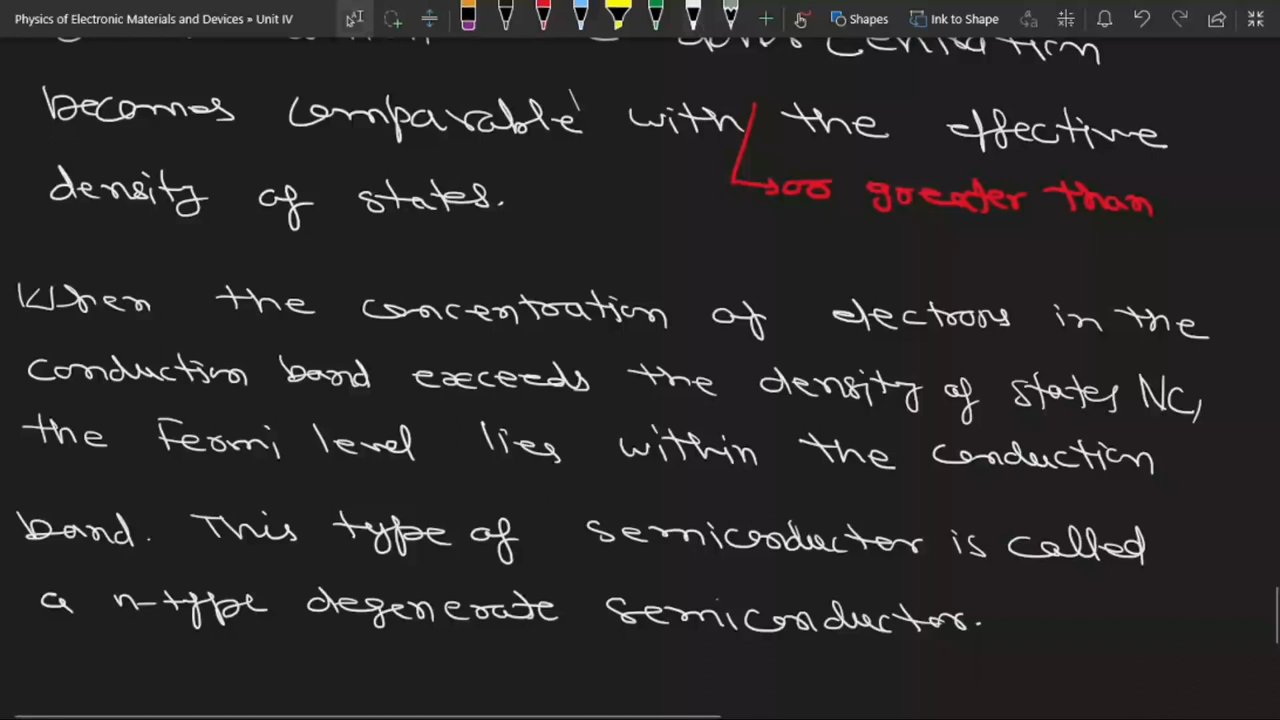 Physics of Electronic Materials and Devices » Unit IV
Shapes
Ink to Shape
becomes comparable with the effective
or greater than
density of states.
When the concentration of electrons in the
conduction band exceeds the density of states NC,
the Fermi level lies within the conduction
band. This type of semiconductor is called
a n-type degenerate semiconductor.